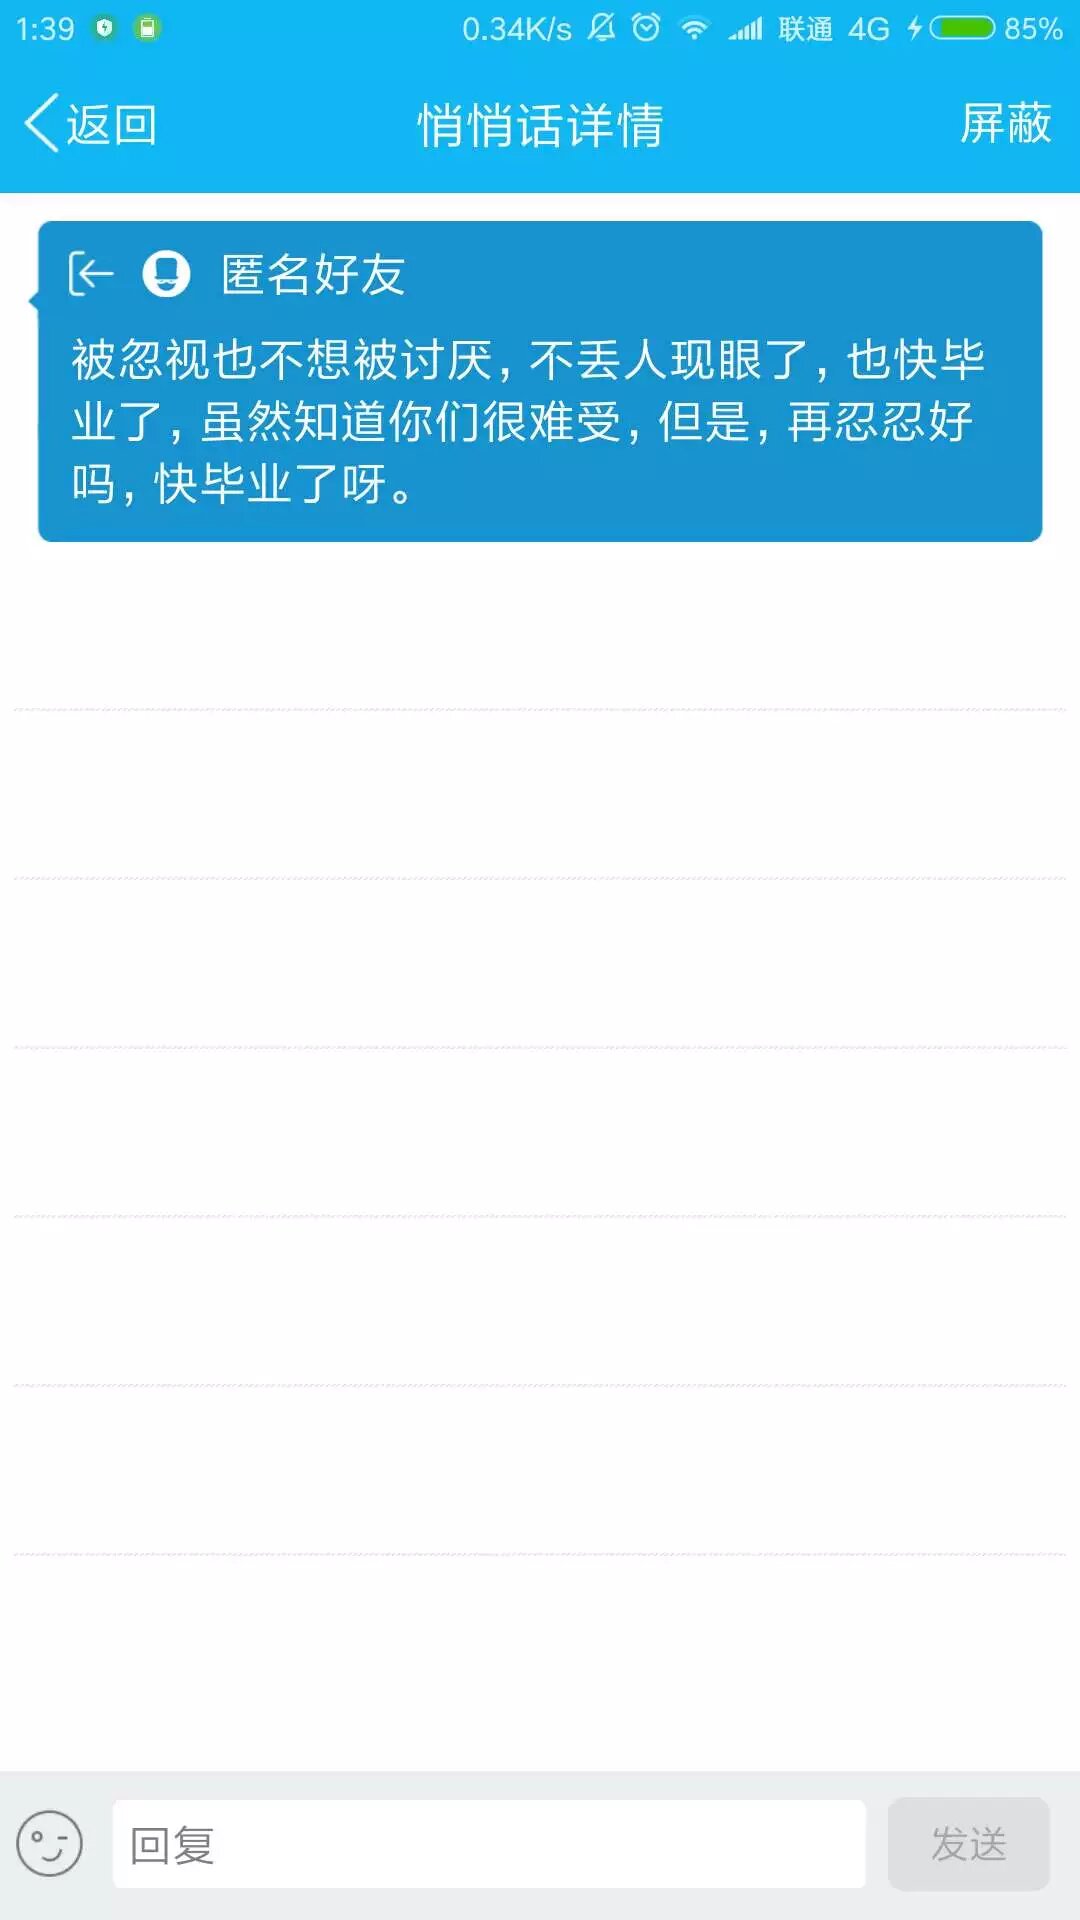 1:39 0.34K/s 联通 4G 85%
返回 悄悄话详情 屏蔽
匿名好友
被忽视也不想被讨厌，不丢人现眼了，也快毕
业了，虽然知道你们很难受，但是，再忍忍好
吗，快毕业了呀。
回复 发送